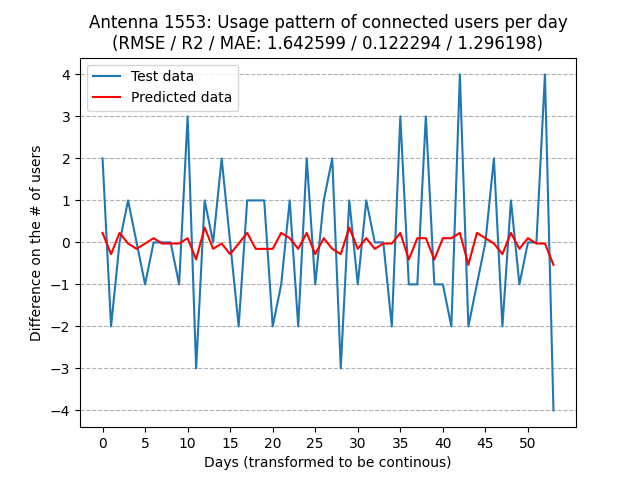 Antenna 1553: Usage pattern of connected users per day
(RMSE / R2 / MAE: 1.642599 / 0.122294 / 1.296198)
Test data
Predicted data
Difference on the # of users
4
3
2
1
0
−1
−2
−3
−4
0 5 10 15 20 25 30 35 40 45 50
Days (transformed to be continous)